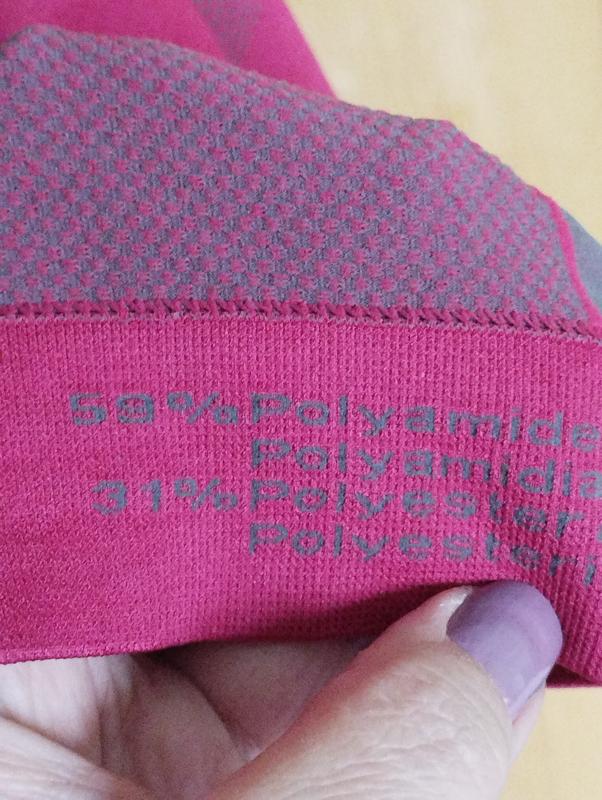 59% Polyamide
Polyamidia
31% Polyester
Polyesteri